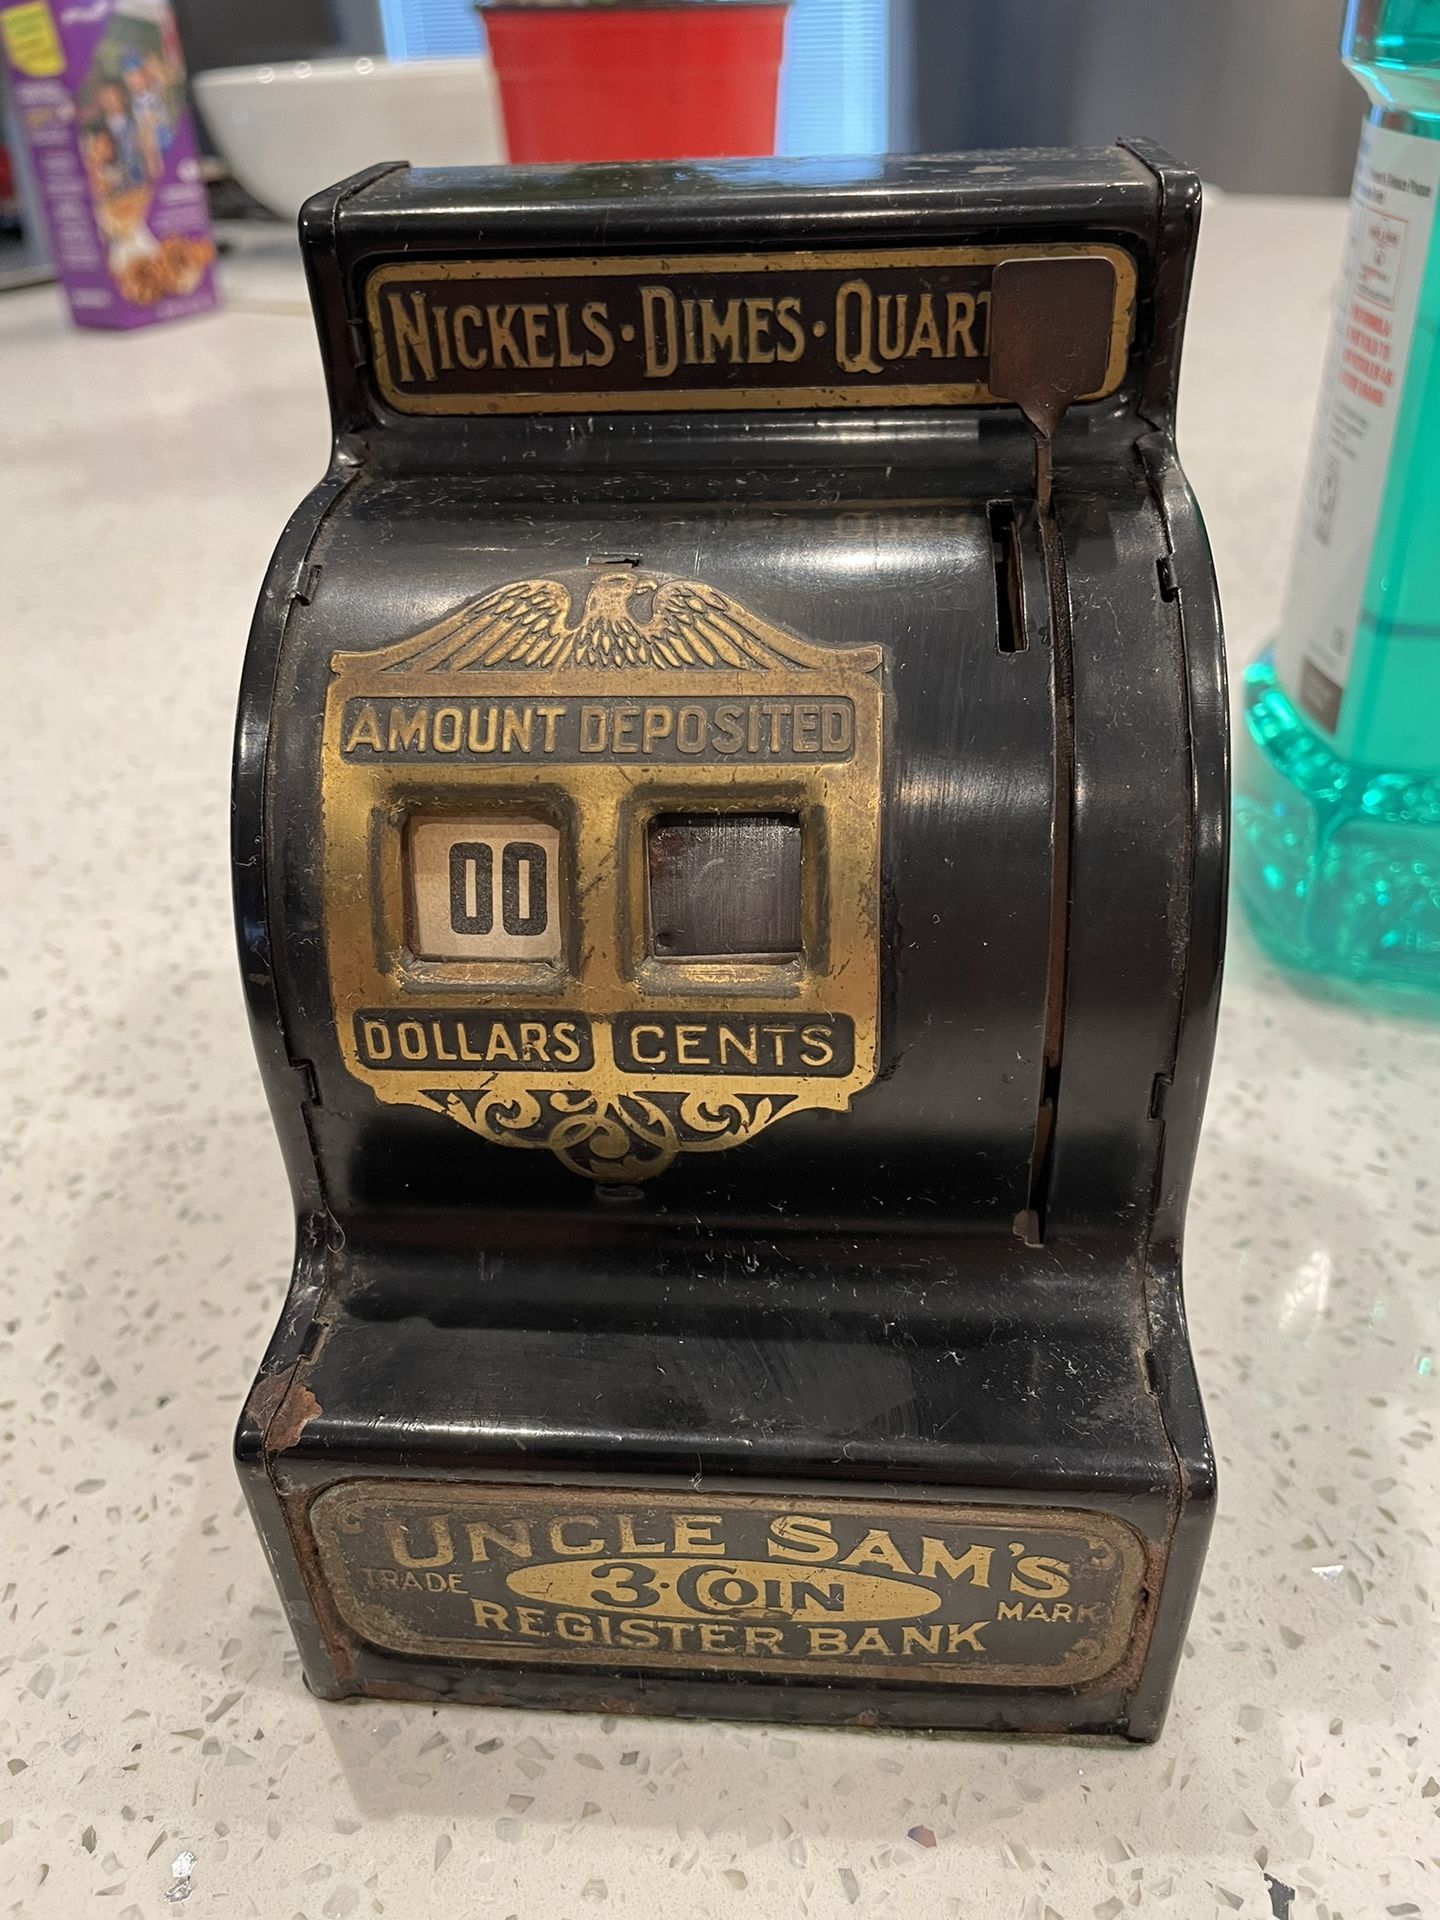 NICKELS·DIMES·QUART
AMOUNT DEPOSITED
00
DOLLARS CENTS
UNCLE SAM'S
TRADE 3·COIN MARK
REGISTER BANK